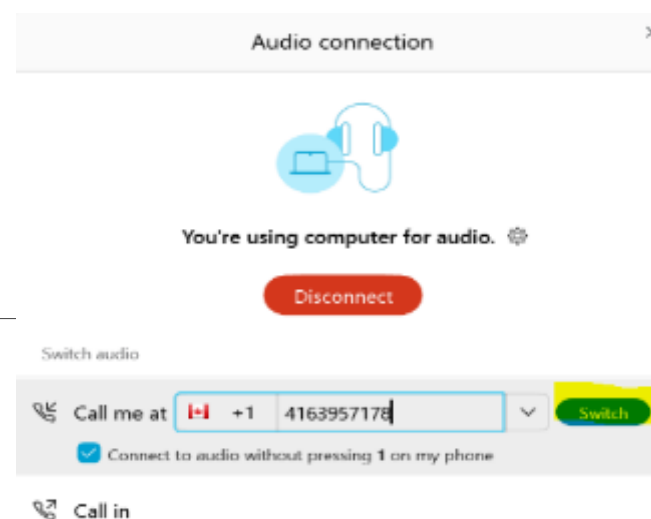 Audio connection
You're using computer for audio.
Disconnect
Switch audio
Call me at +1 4163957178 Switch
Connect to audio without pressing 1 on my phone
Call in